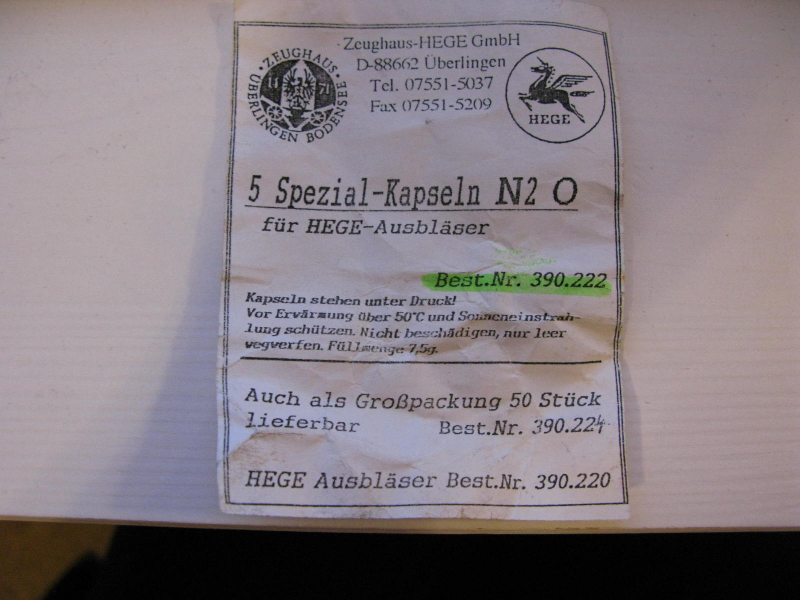 Zeughaus-HEGE GmbH
D-88662 Überlingen
Tel. 07551-5037
Fax 07551-5209
ZEUGHAUS
ÜBERLINGEN BODENSEE
HEGE
5 Spezial-Kapseln N2 O
für HEGE-Ausbläser
Best.Nr. 390.222
Kapseln stehen unter Druck!
Vor Ervärmung über 50°C und Sonneneinstrah-
lung schützen. Nicht beschädigen, nur leer
vegverfen. Füllmenge 7,5g.
Auch als Großpackung 50 Stück
lieferbar Best.Nr. 390.224
HEGE Ausbläser Best.Nr. 390.220